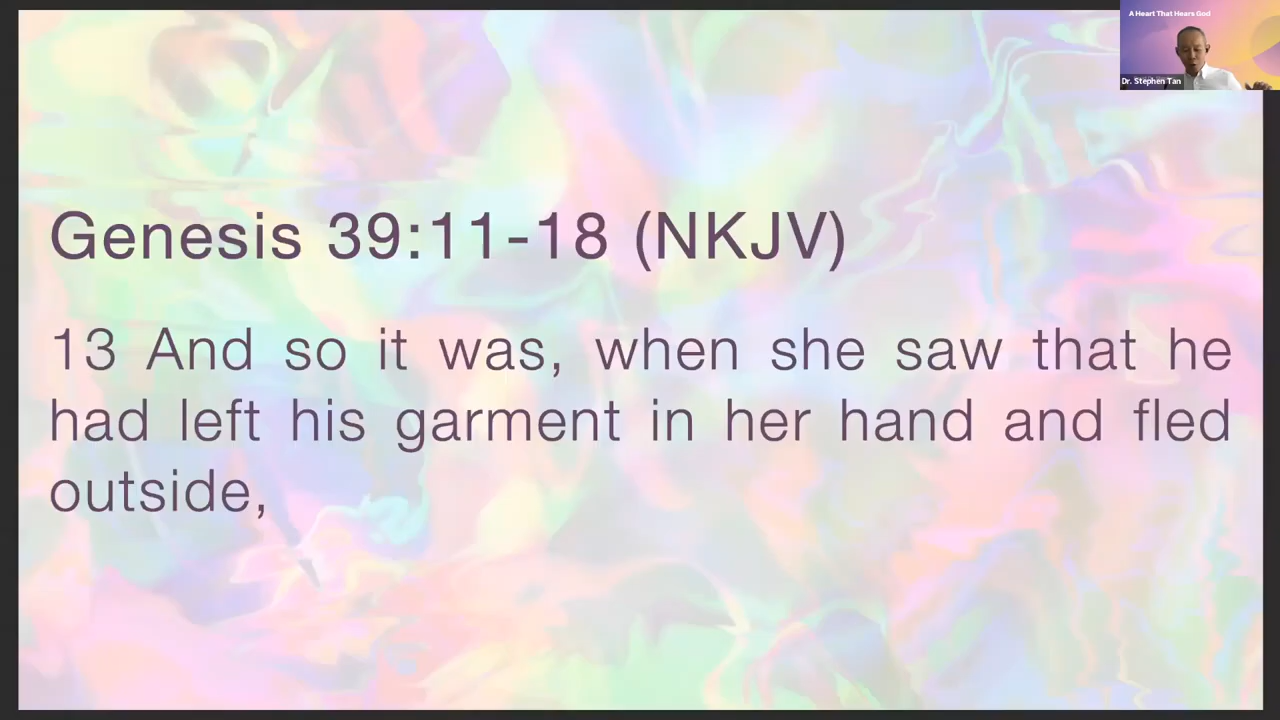 A Heart That Hears God
Dr. Stephen Tan
Genesis 39:11-18 (NKJV)
13 And so it was, when she saw that he
had left his garment in her hand and fled
outside,